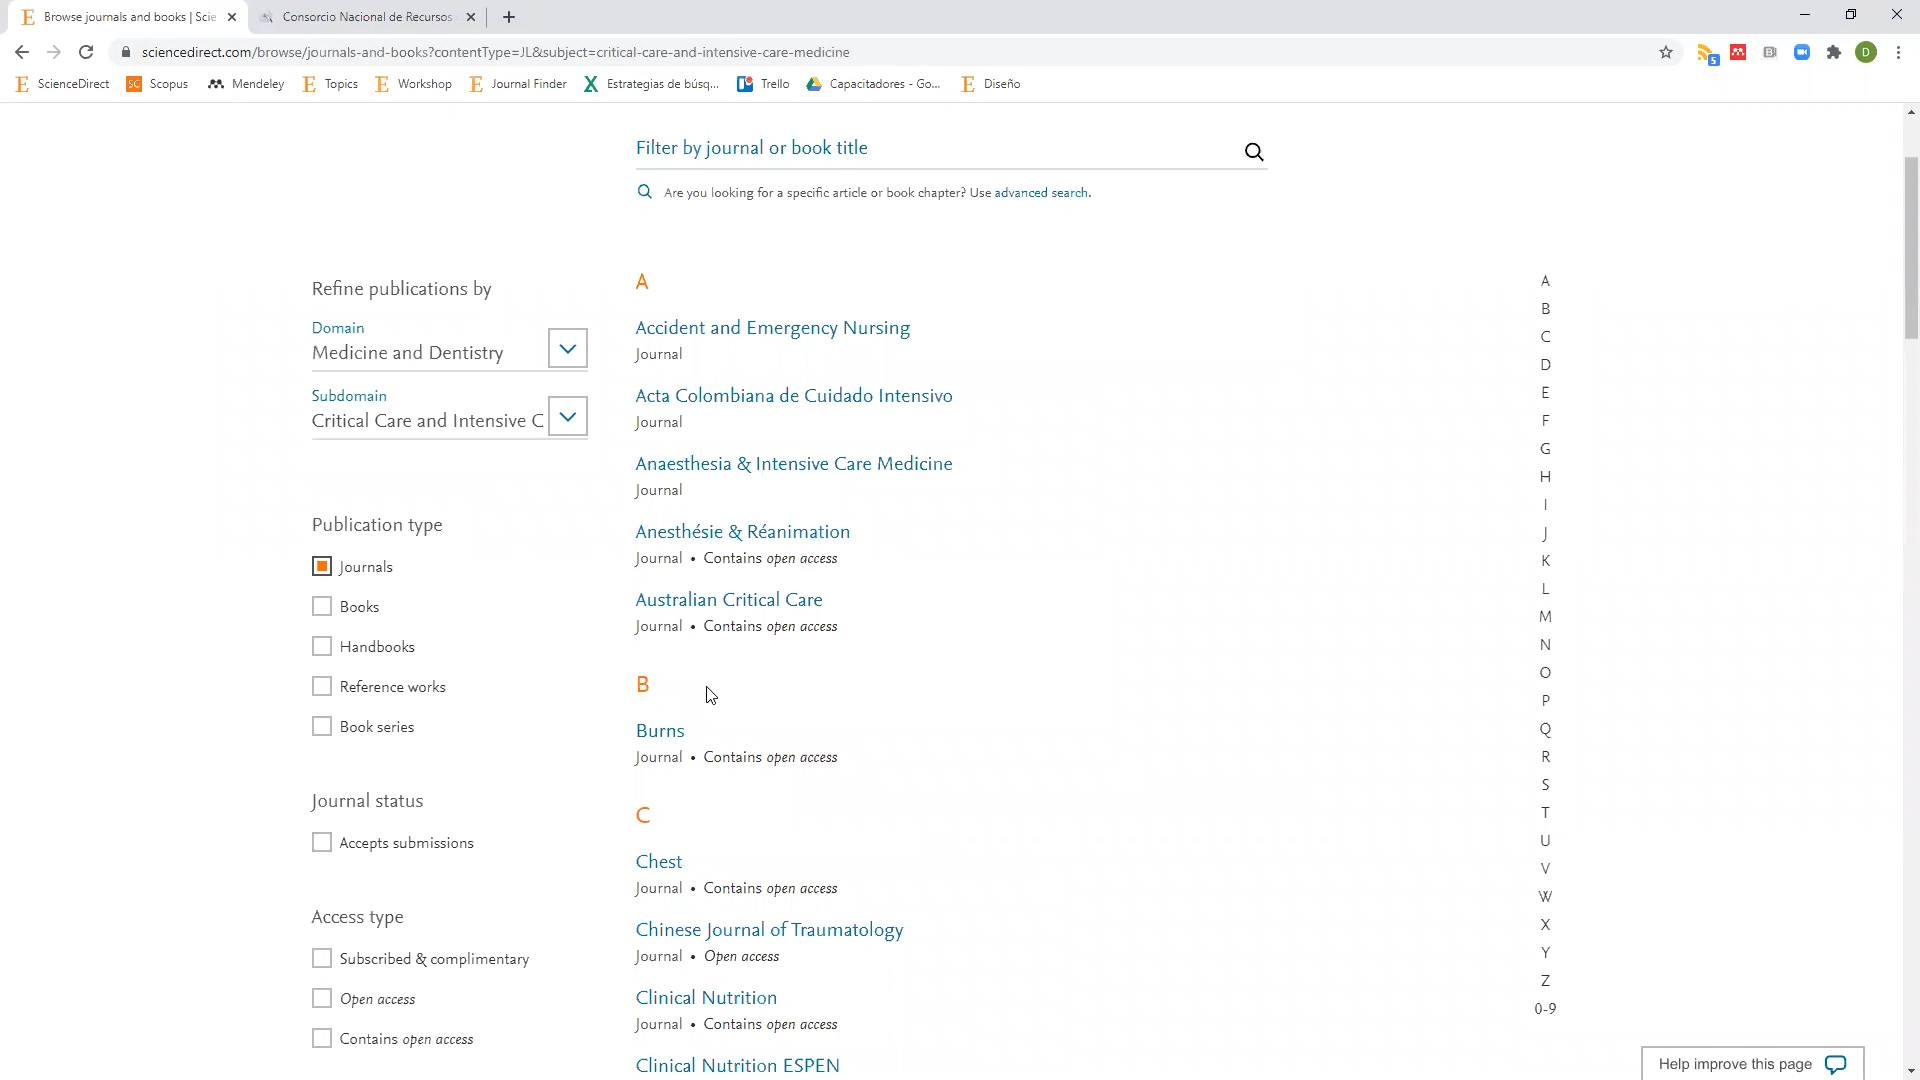 Browse journals and books | Scie
Consorcio Nacional de Recursos
sciencedirect.com/browse/journals-and-books?contentType=JL&subject=critical-care-and-intensive-care-medicine
5
D
ScienceDirect
SC Scopus
Mendeley
Topics
Workshop
Journal Finder
Estrategias de búsq...
Trello
Capacitadores - Go...
Diseño
Filter by journal or book title
Are you looking for a specific article or book chapter? Use advanced search.
Refine publications by
Domain
Medicine and Dentistry
Subdomain
Critical Care and Intensive C
Publication type
Journals
Books
Handbooks
Reference works
Book series
Journal status
Accepts submissions
Access type
Subscribed & complimentary
Open access
Contains open access
A
Accident and Emergency Nursing
Journal
Acta Colombiana de Cuidado Intensivo
Journal
Anaesthesia & Intensive Care Medicine
Journal
Anesthésie & Réanimation
Journal • Contains open access
Australian Critical Care
Journal • Contains open access
B
Burns
Journal • Contains open access
C
Chest
Journal • Contains open access
Chinese Journal of Traumatology
Journal • Open access
Clinical Nutrition
Journal • Contains open access
Clinical Nutrition ESPEN
A
B
C
D
E
F
G
H
I
J
K
L
M
N
O
P
Q
R
S
T
U
V
W
X
Y
Z
0-9
Help improve this page